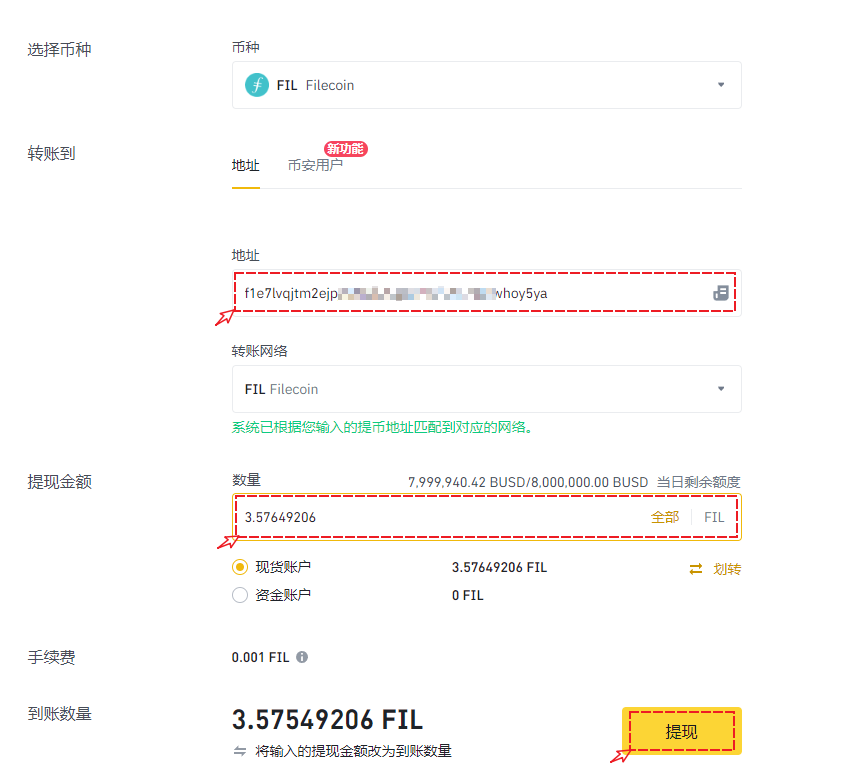 选择币种
币种
FIL Filecoin
转账到
新功能
地址 币安用户
地址
f1e7lvqjtm2ejp whoy5ya
转账网络
FIL Filecoin
系统已根据您输入的提币地址匹配到对应的网络。
提现金额
数量 7,999,940.42 BUSD/8,000,000.00 BUSD 当日剩余额度
3.57649206 全部 FIL
现货账户 3.57649206 FIL 划转
资金账户 0 FIL
手续费 0.001 FIL
到账数量 3.57549206 FIL
提现
将输入的提现金额改为到账数量